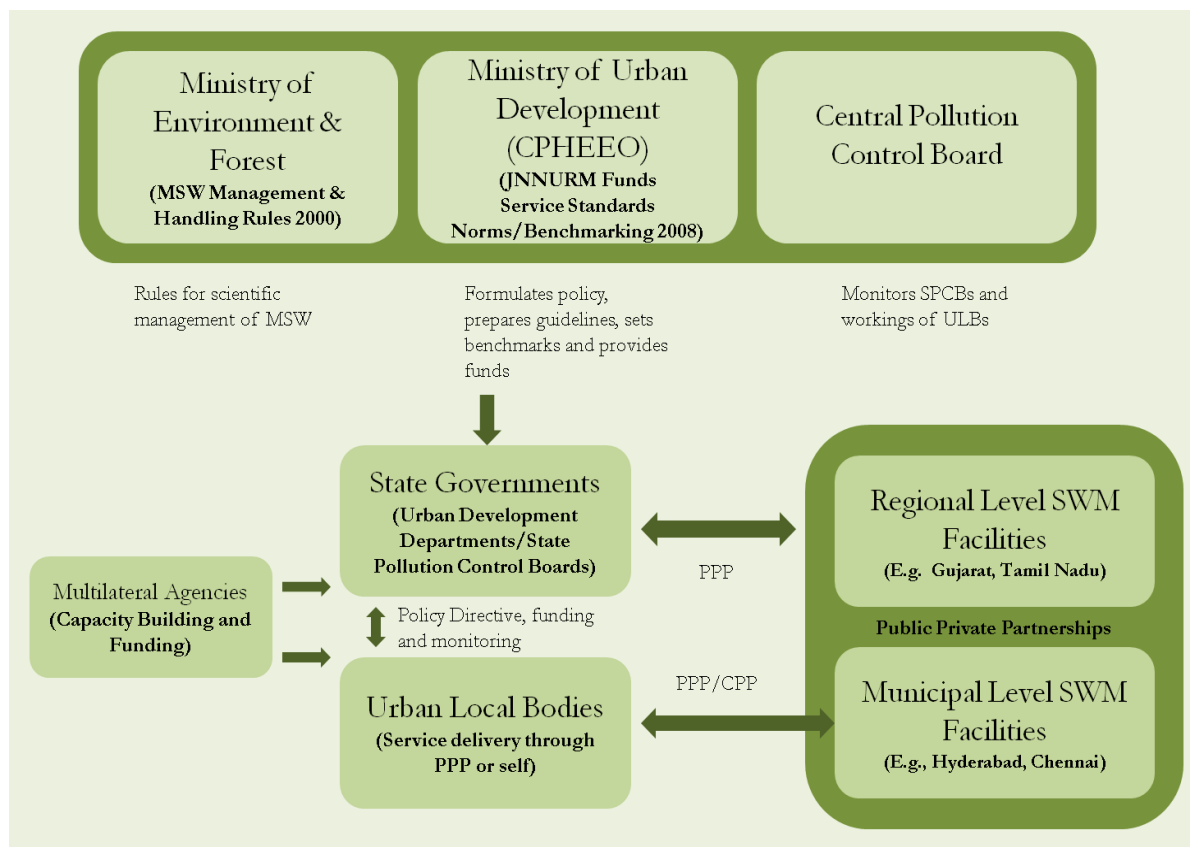 Ministry of
Environment &
Forest
(MSW Management &
Handling Rules 2000)
Ministry of Urban
Development
(CPHEEO)
(JNNURM Funds
Service Standards
Norms/Benchmarking 2008)
Central Pollution
Control Board
Rules for scientific
management of MSW
Formulates policy,
prepares guidelines, sets
benchmarks and provides
funds
Monitors SPCBs and
workings of ULBs
State Governments
(Urban Development
Departments/State
Pollution Control Boards)
PPP
Regional Level SWM
Facilities
(E.g. Gujarat, Tamil Nadu)
Multilateral Agencies
(Capacity Building and
Funding)
Policy Directive, funding
and monitoring
Public Private Partnerships
Urban Local Bodies
(Service delivery through
PPP or self)
PPP/CPP
Municipal Level SWM
Facilities
(E.g., Hyderabad, Chennai)